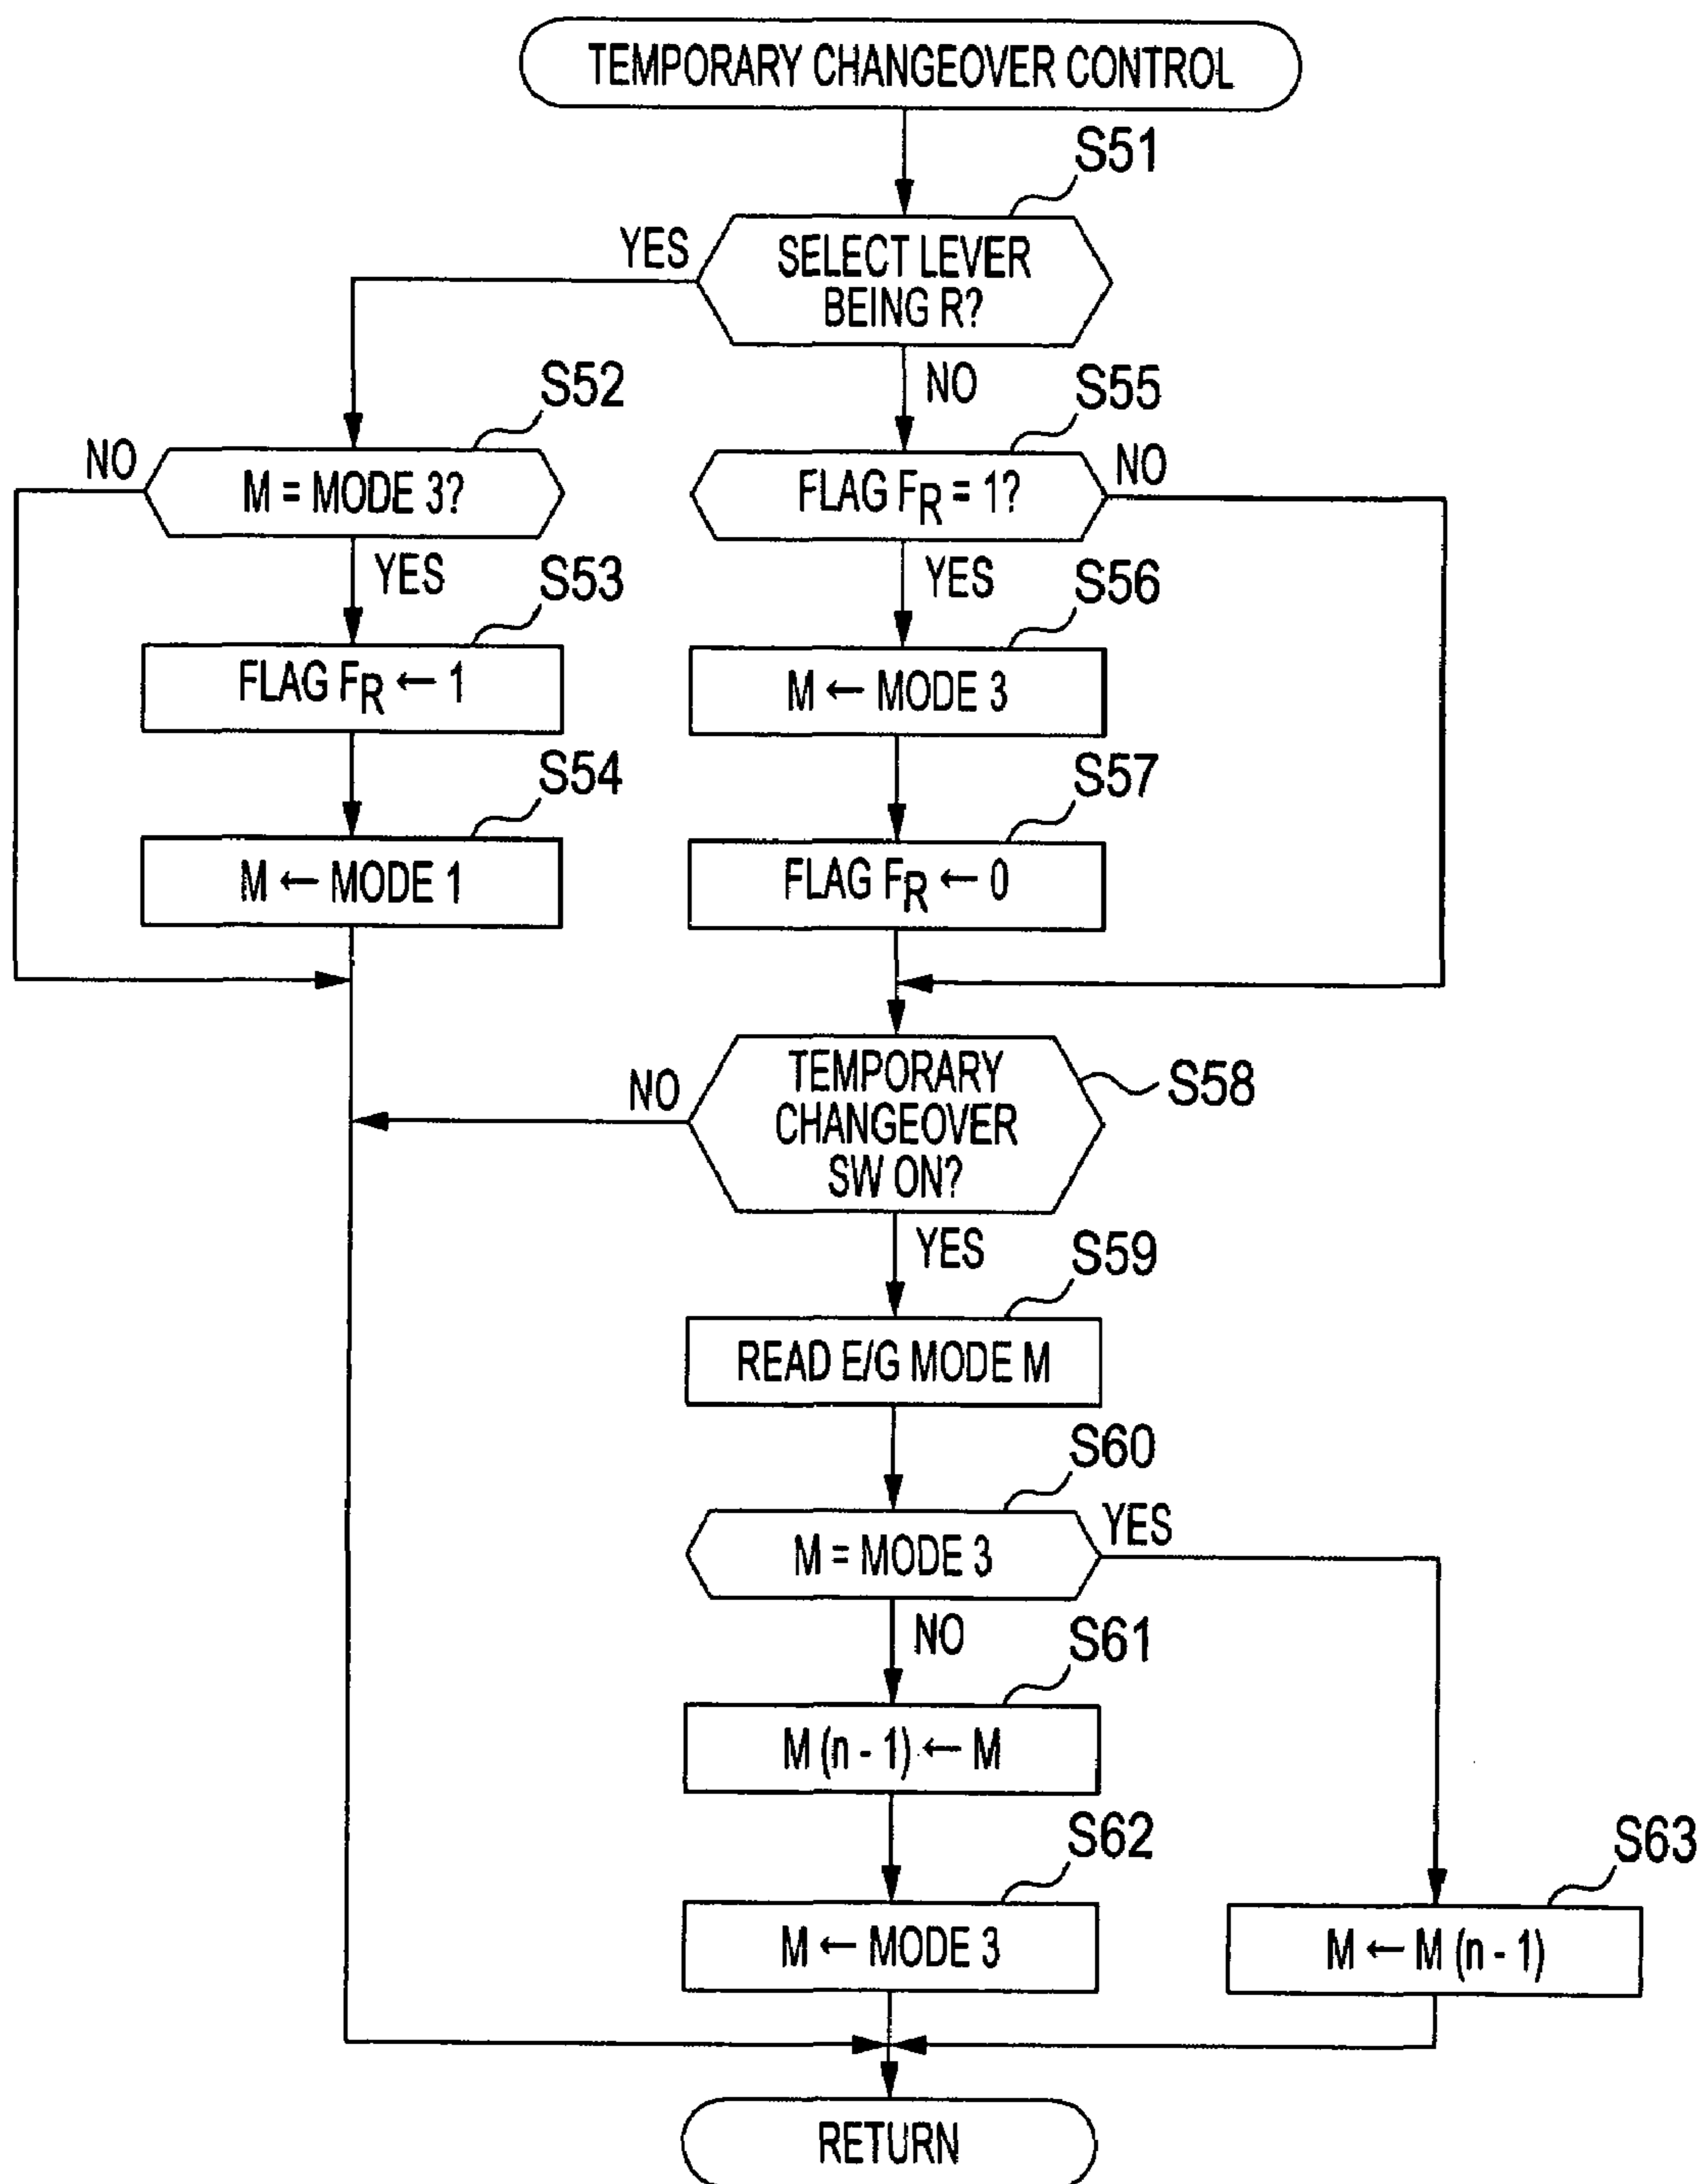 TEMPORARY CHANGEOVER CONTROL
S51
YES
SELECT LEVER
BEING R?
NO
S52
NO
M = MODE 3?
YES
S53
FLAG FR ← 1
S54
M ← MODE 1
S55
FLAG FR = 1?
NO
YES
S56
M ← MODE 3
S57
FLAG FR ← 0
S58
TEMPORARY
CHANGEOVER
SW ON?
NO
YES
S59
READ E/G MODE M
S60
M = MODE 3
YES
NO
S61
M (n - 1) ← M
S62
M ← MODE 3
S63
M ← M (n - 1)
RETURN